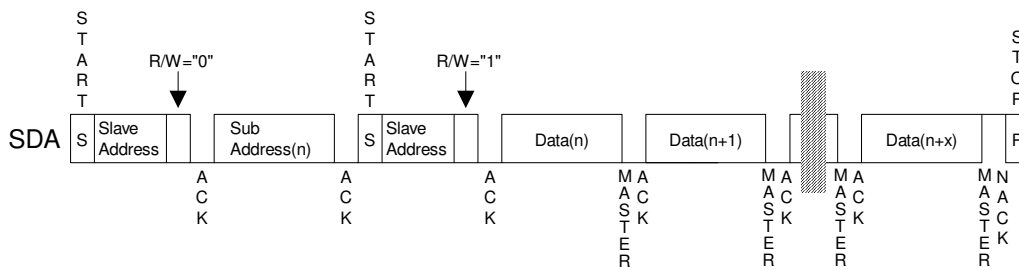 START
START
STOP
R/W="0"
R/W="1"
SDA
S
Slave
Address
Sub
Address(n)
S
Slave
Address
Data(n)
Data(n+1)
Data(n+x)
P
ACK
ACK
ACK
MASTER
ACK
MASTER
ACK
MASTER
ACK
MASTER
NACK